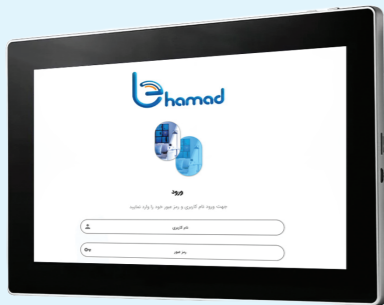 hamad
ورود
جهت ورود نام کاربری و رمز عبور خود را وارد نمایید
نام کاربری
رمز عبور